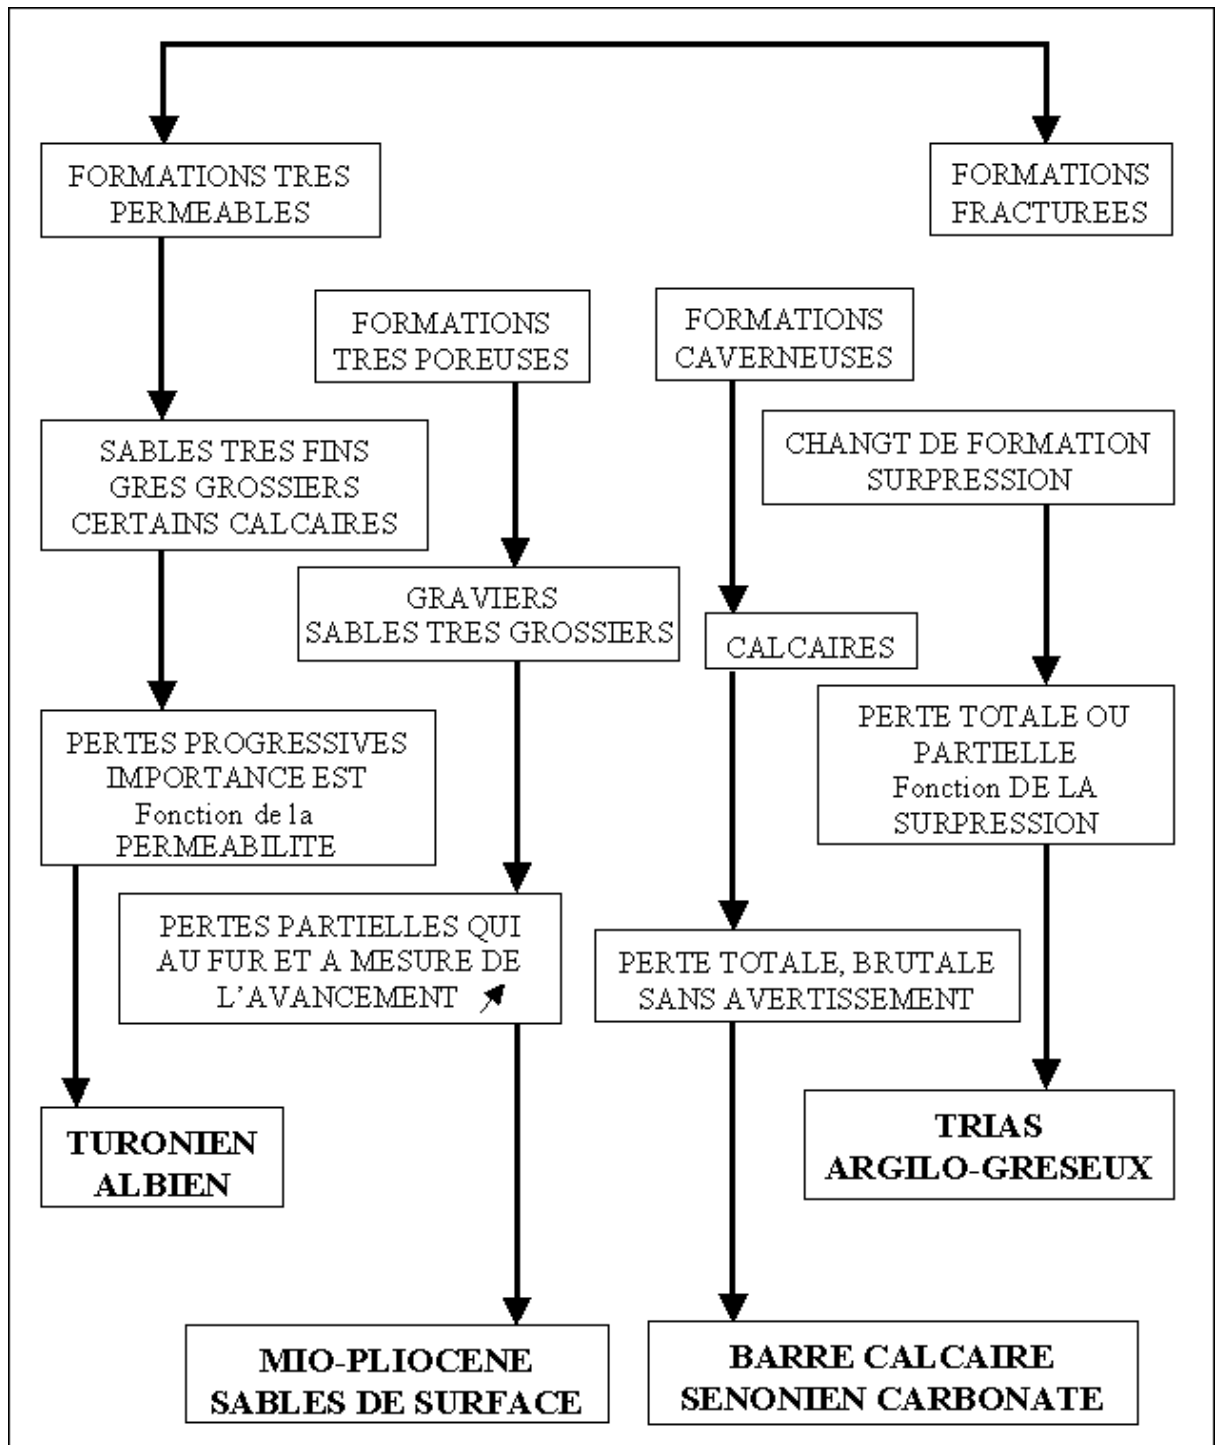 FORMATIONS TRES
PERMEABLES
FORMATIONS
FRACTUREES
FORMATIONS
TRES POREUSES
FORMATIONS
CAVERNEUSES
SABLES TRES FINS
GRES GROSSIERS
CERTAINS CALCAIRES
CHANGT DE FORMATION
SURPRESSION
GRAVIERS
SABLES TRES GROSSIERS
CALCAIRES
PERTES PROGRESSIVES
IMPORTANCE EST
Fonction de la
PERMEABILITE
PERTE TOTALE OU
PARTIELLE
Fonction DE LA
SURPRESSION
PERTES PARTIELLES QUI
AU FUR ET A MESURE DE
L'AVANCEMENT
PERTE TOTALE, BRUTALE
SANS AVERTISSEMENT
TURONIEN
ALBIEN
TRIAS
ARGILO-GRESEUX
MIO-PLIOCENE
SABLES DE SURFACE
BARRE CALCAIRE
SENONIEN CARBONATE